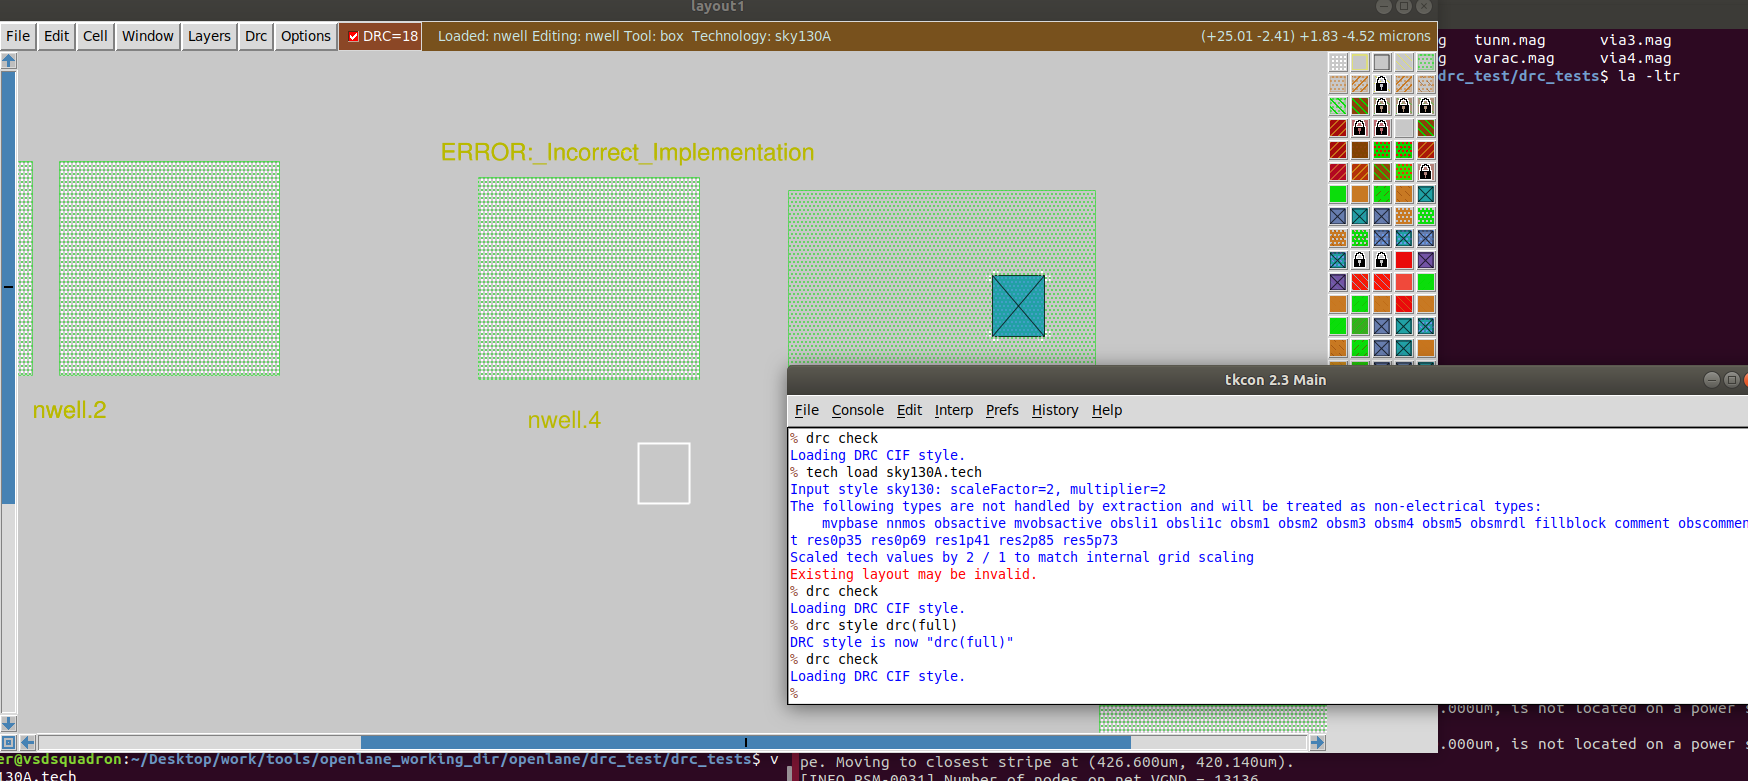 layout1
File Edit Cell Window Layers Drc Options DRC=18 Loaded: nwell Editing: nwell Tool: box Technology: sky130A (+25.01 -2.41) +1.83 -4.52 microns
g tunm.mag via3.mag
g varac.mag via4.mag
drc_test/drc_tests$ la -ltr
ERROR:_Incorrect_Implementation
nwell.2
nwell.4
tkcon 2.3 Main
File Console Edit Interp Prefs History Help
% drc check
Loading DRC CIF style.
% tech load sky130A.tech
Input style sky130: scaleFactor=2, multiplier=2
The following types are not handled by extraction and will be treated as non-electrical types:
mvpbase nnmos obsactive mvobsactive obsli1 obsli1c obsm1 obsm2 obsm3 obsm4 obsm5 obsmrdl fillblock comment obscommen
t res0p35 res0p69 res1p41 res2p85 res5p73
Scaled tech values by 2 / 1 to match internal grid scaling
Existing layout may be invalid.
% drc check
Loading DRC CIF style.
% drc style drc(full)
DRC style is now "drc(full)"
% drc check
Loading DRC CIF style.
%
.000um, is not located on a power s
.000um, is not located on a power s
er@vsdsquadron:~/Desktop/work/tools/openlane_working_dir/openlane/drc_test/drc_tests$ v
130A.tech
pe. Moving to closest stripe at (426.600um, 420.140um).
[INFO PSM-0031] Number of nodes on net VGND = 13136.